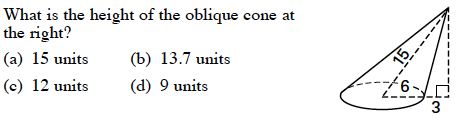 What is the height of the oblique cone at
the right?
(a) 15 units (b) 13.7 units
(c) 12 units (d) 9 units
15
6
3